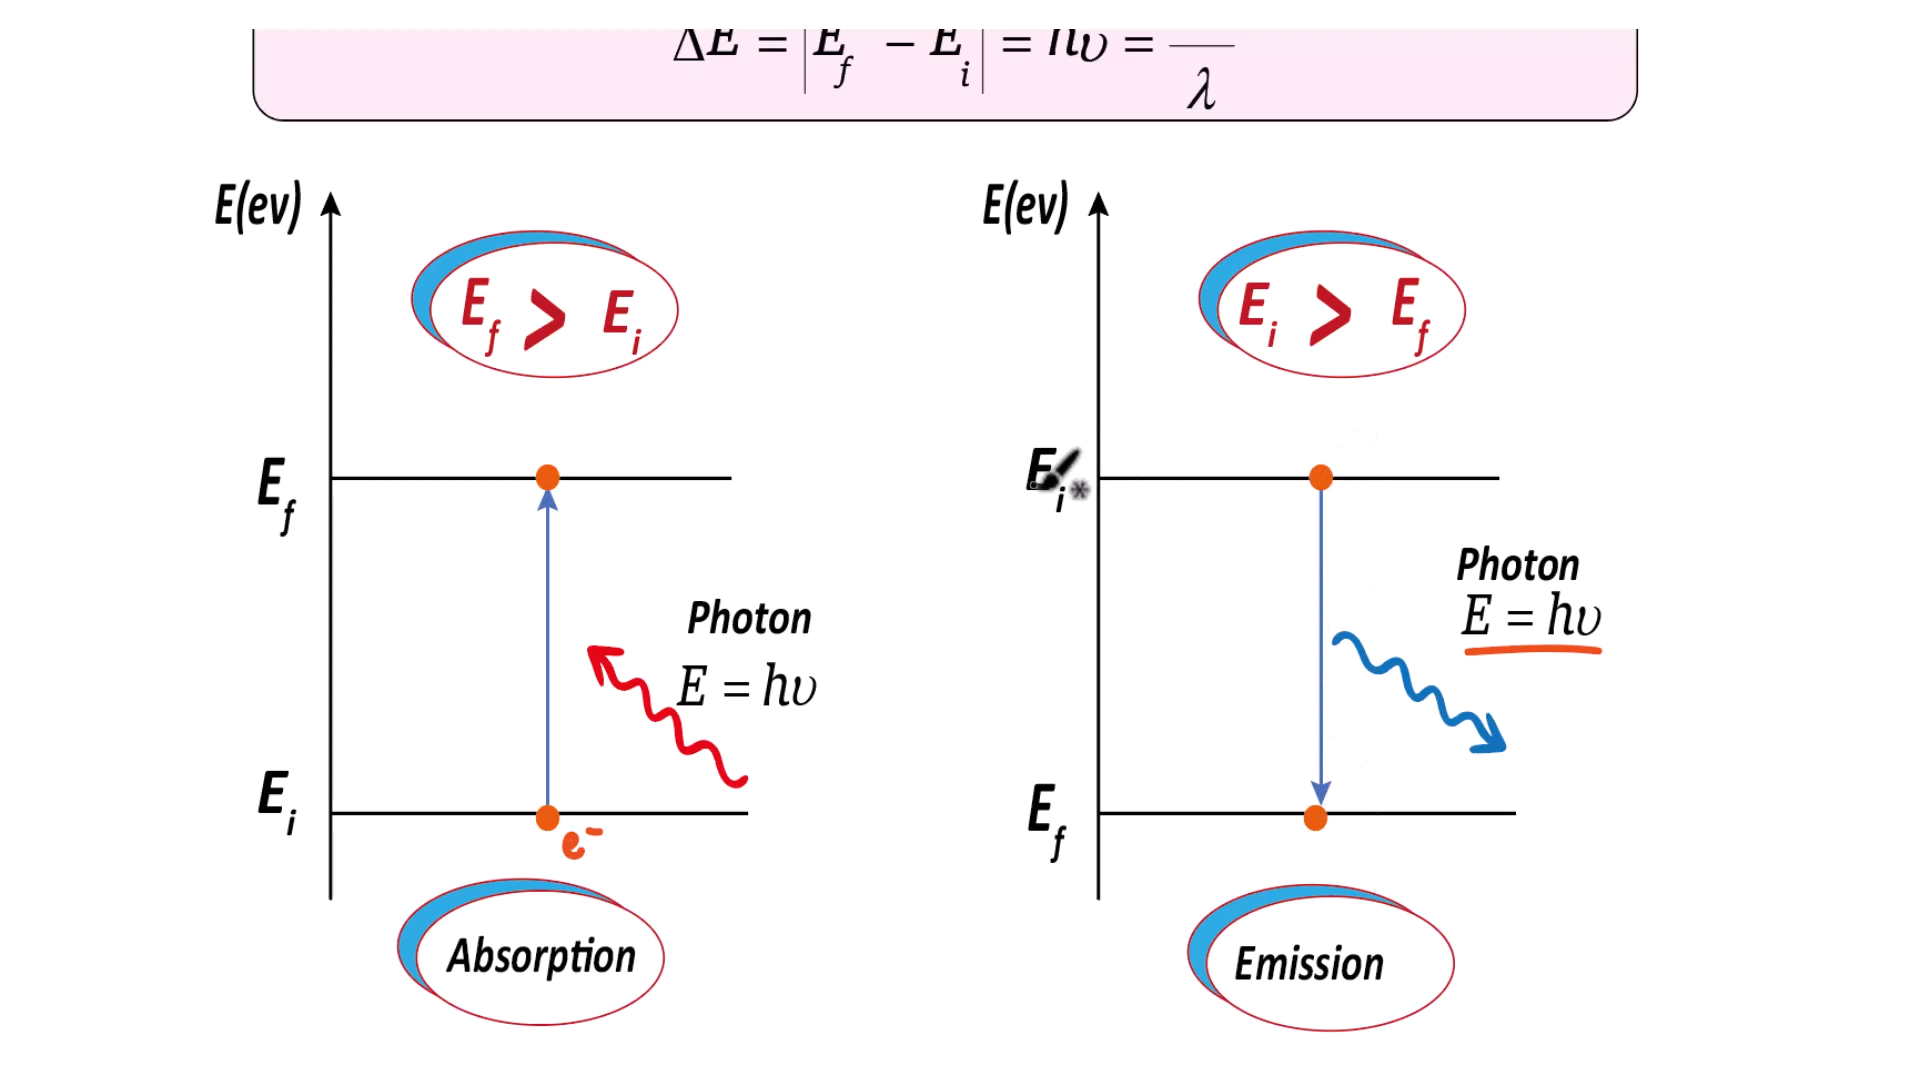 ΔE = |E_f − E_i| = hυ = ― / λ
E(ev)
E_f > E_i
E_f
Photon
E = hυ
E_i
e⁻
Absorption
E(ev)
E_i > E_f
E_i
Photon
E = hυ
E_f
Emission